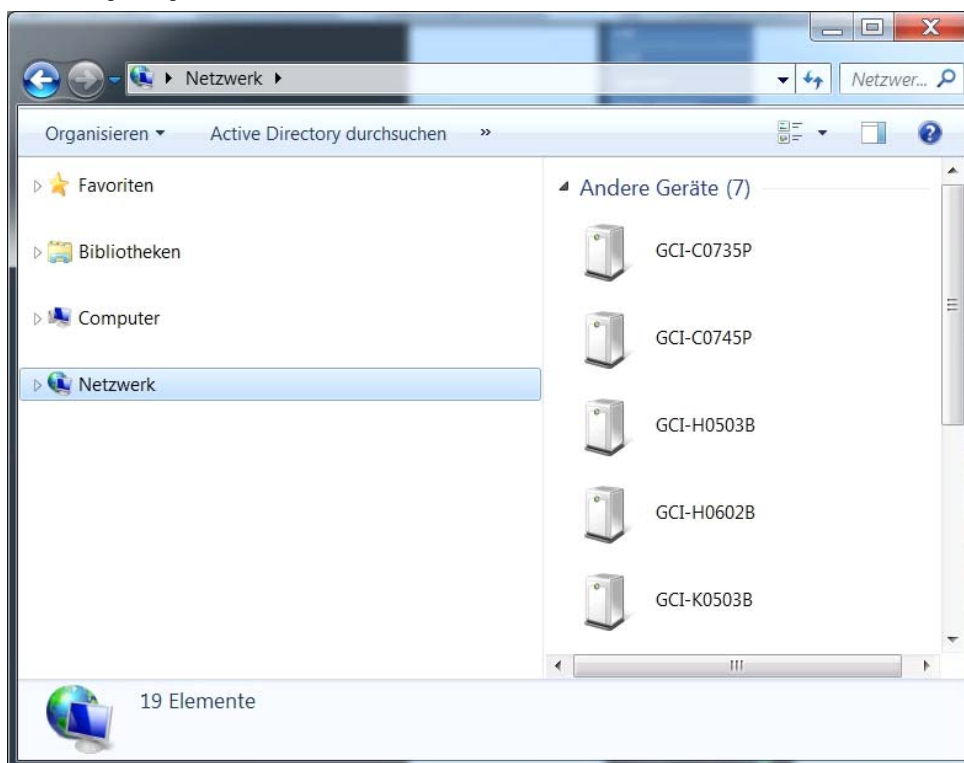 Netzwerk
Netzwer...
Organisieren
Active Directory durchsuchen
»
Favoriten
Bibliotheken
Computer
Netzwerk
Andere Geräte (7)
GCI-C0735P
GCI-C0745P
GCI-H0503B
GCI-H0602B
GCI-K0503B
19 Elemente